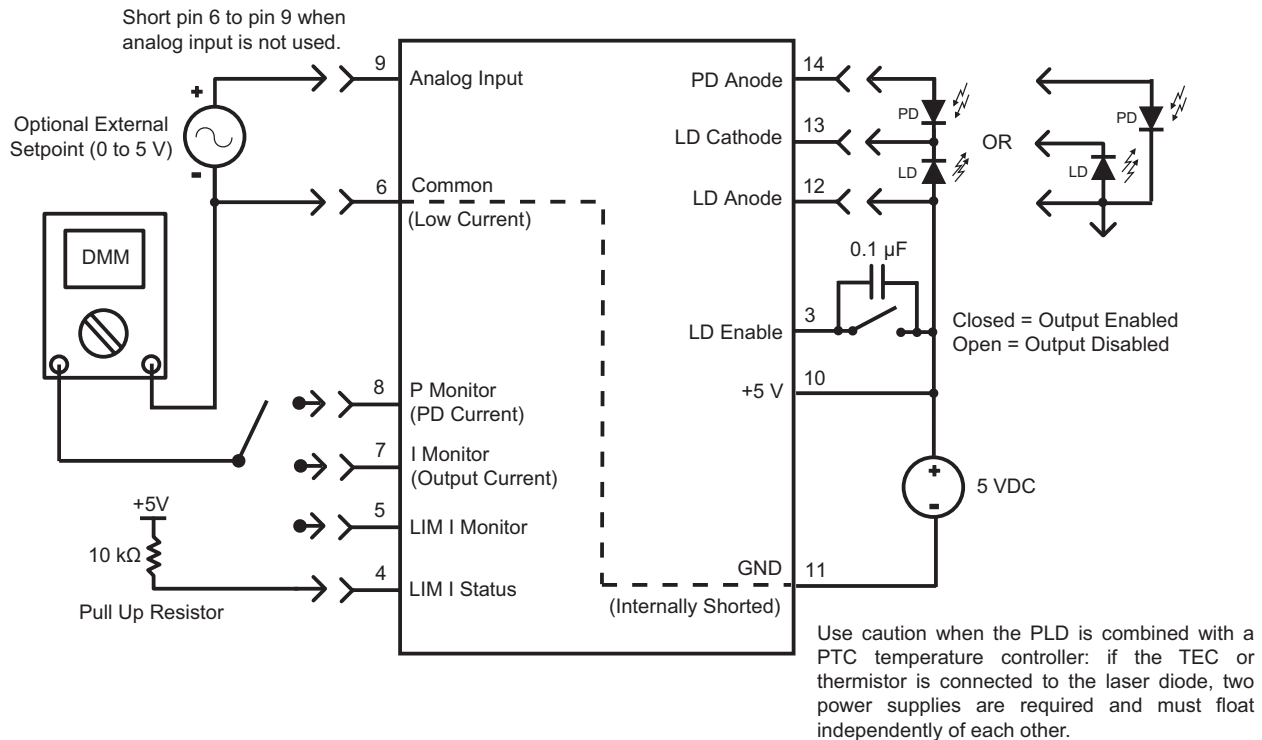 Short pin 6 to pin 9 when
analog input is not used.
9
Analog Input
+
Optional External
Setpoint (0 to 5 V)
-
6
Common
(Low Current)
DMM
8
P Monitor
(PD Current)
7
I Monitor
(Output Current)
+5V
5
LIM I Monitor
10 kΩ
4
LIM I Status
Pull Up Resistor
14
PD Anode
PD
13
LD Cathode
LD
12
LD Anode
OR
PD
LD
0.1 µF
3
LD Enable
Closed = Output Enabled
Open = Output Disabled
10
+5 V
+
5 VDC
-
GND
11
(Internally Shorted)
Use caution when the PLD is combined with a
PTC temperature controller: if the TEC or
thermistor is connected to the laser diode, two
power supplies are required and must float
independently of each other.